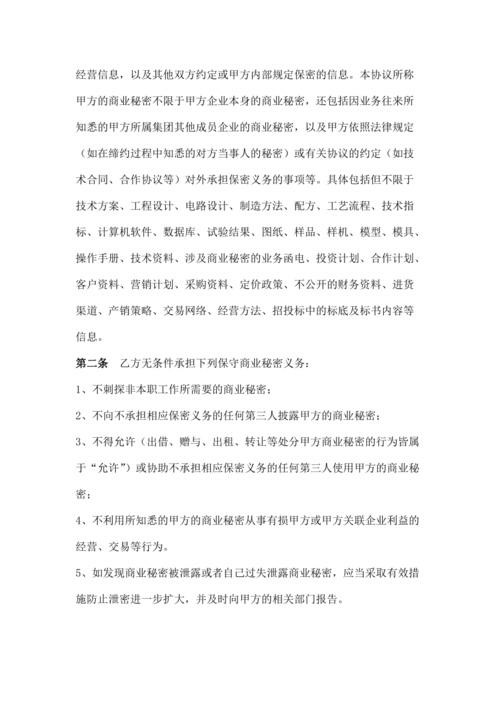 经营信息，以及其他双方约定或甲方内部规定保密的信息。本协议所称
甲方的商业秘密不限于甲方企业本身的商业秘密，还包括因业务往来所
知悉的甲方所属集团其他成员企业的商业秘密，以及甲方依照法律规定
（如在缔约过程中知悉的对方当事人的秘密）或有关协议的约定（如技
术合同、合作协议等）对外承担保密义务的事项等。具体包括但不限于
技术方案、工程设计、电路设计、制造方法、配方、工艺流程、技术指
标、计算机软件、数据库、试验结果、图纸、样品、样机、模型、模具、
操作手册、技术资料、涉及商业秘密的业务函电、投资计划、合作计划、
客户资料、营销计划、采购资料、定价政策、不公开的财务资料、进货
渠道、产销策略、交易网络、经营方法、招投标中的标底及标书内容等
信息。
第二条　乙方无条件承担下列保守商业秘密义务：
1、不刺探非本职工作所需要的商业秘密；
2、不向不承担相应保密义务的任何第三人披露甲方的商业秘密；
3、不得允许（出借、赠与、出租、转让等处分甲方商业秘密的行为皆属
于“允许”）或协助不承担相应保密义务的任何第三人使用甲方的商业秘
密；
4、不利用所知悉的甲方的商业秘密从事有损甲方或甲方关联企业利益的
经营、交易等行为。
5、如发现商业秘密被泄露或者自己过失泄露商业秘密，应当采取有效措
施防止泄密进一步扩大，并及时向甲方的相关部门报告。